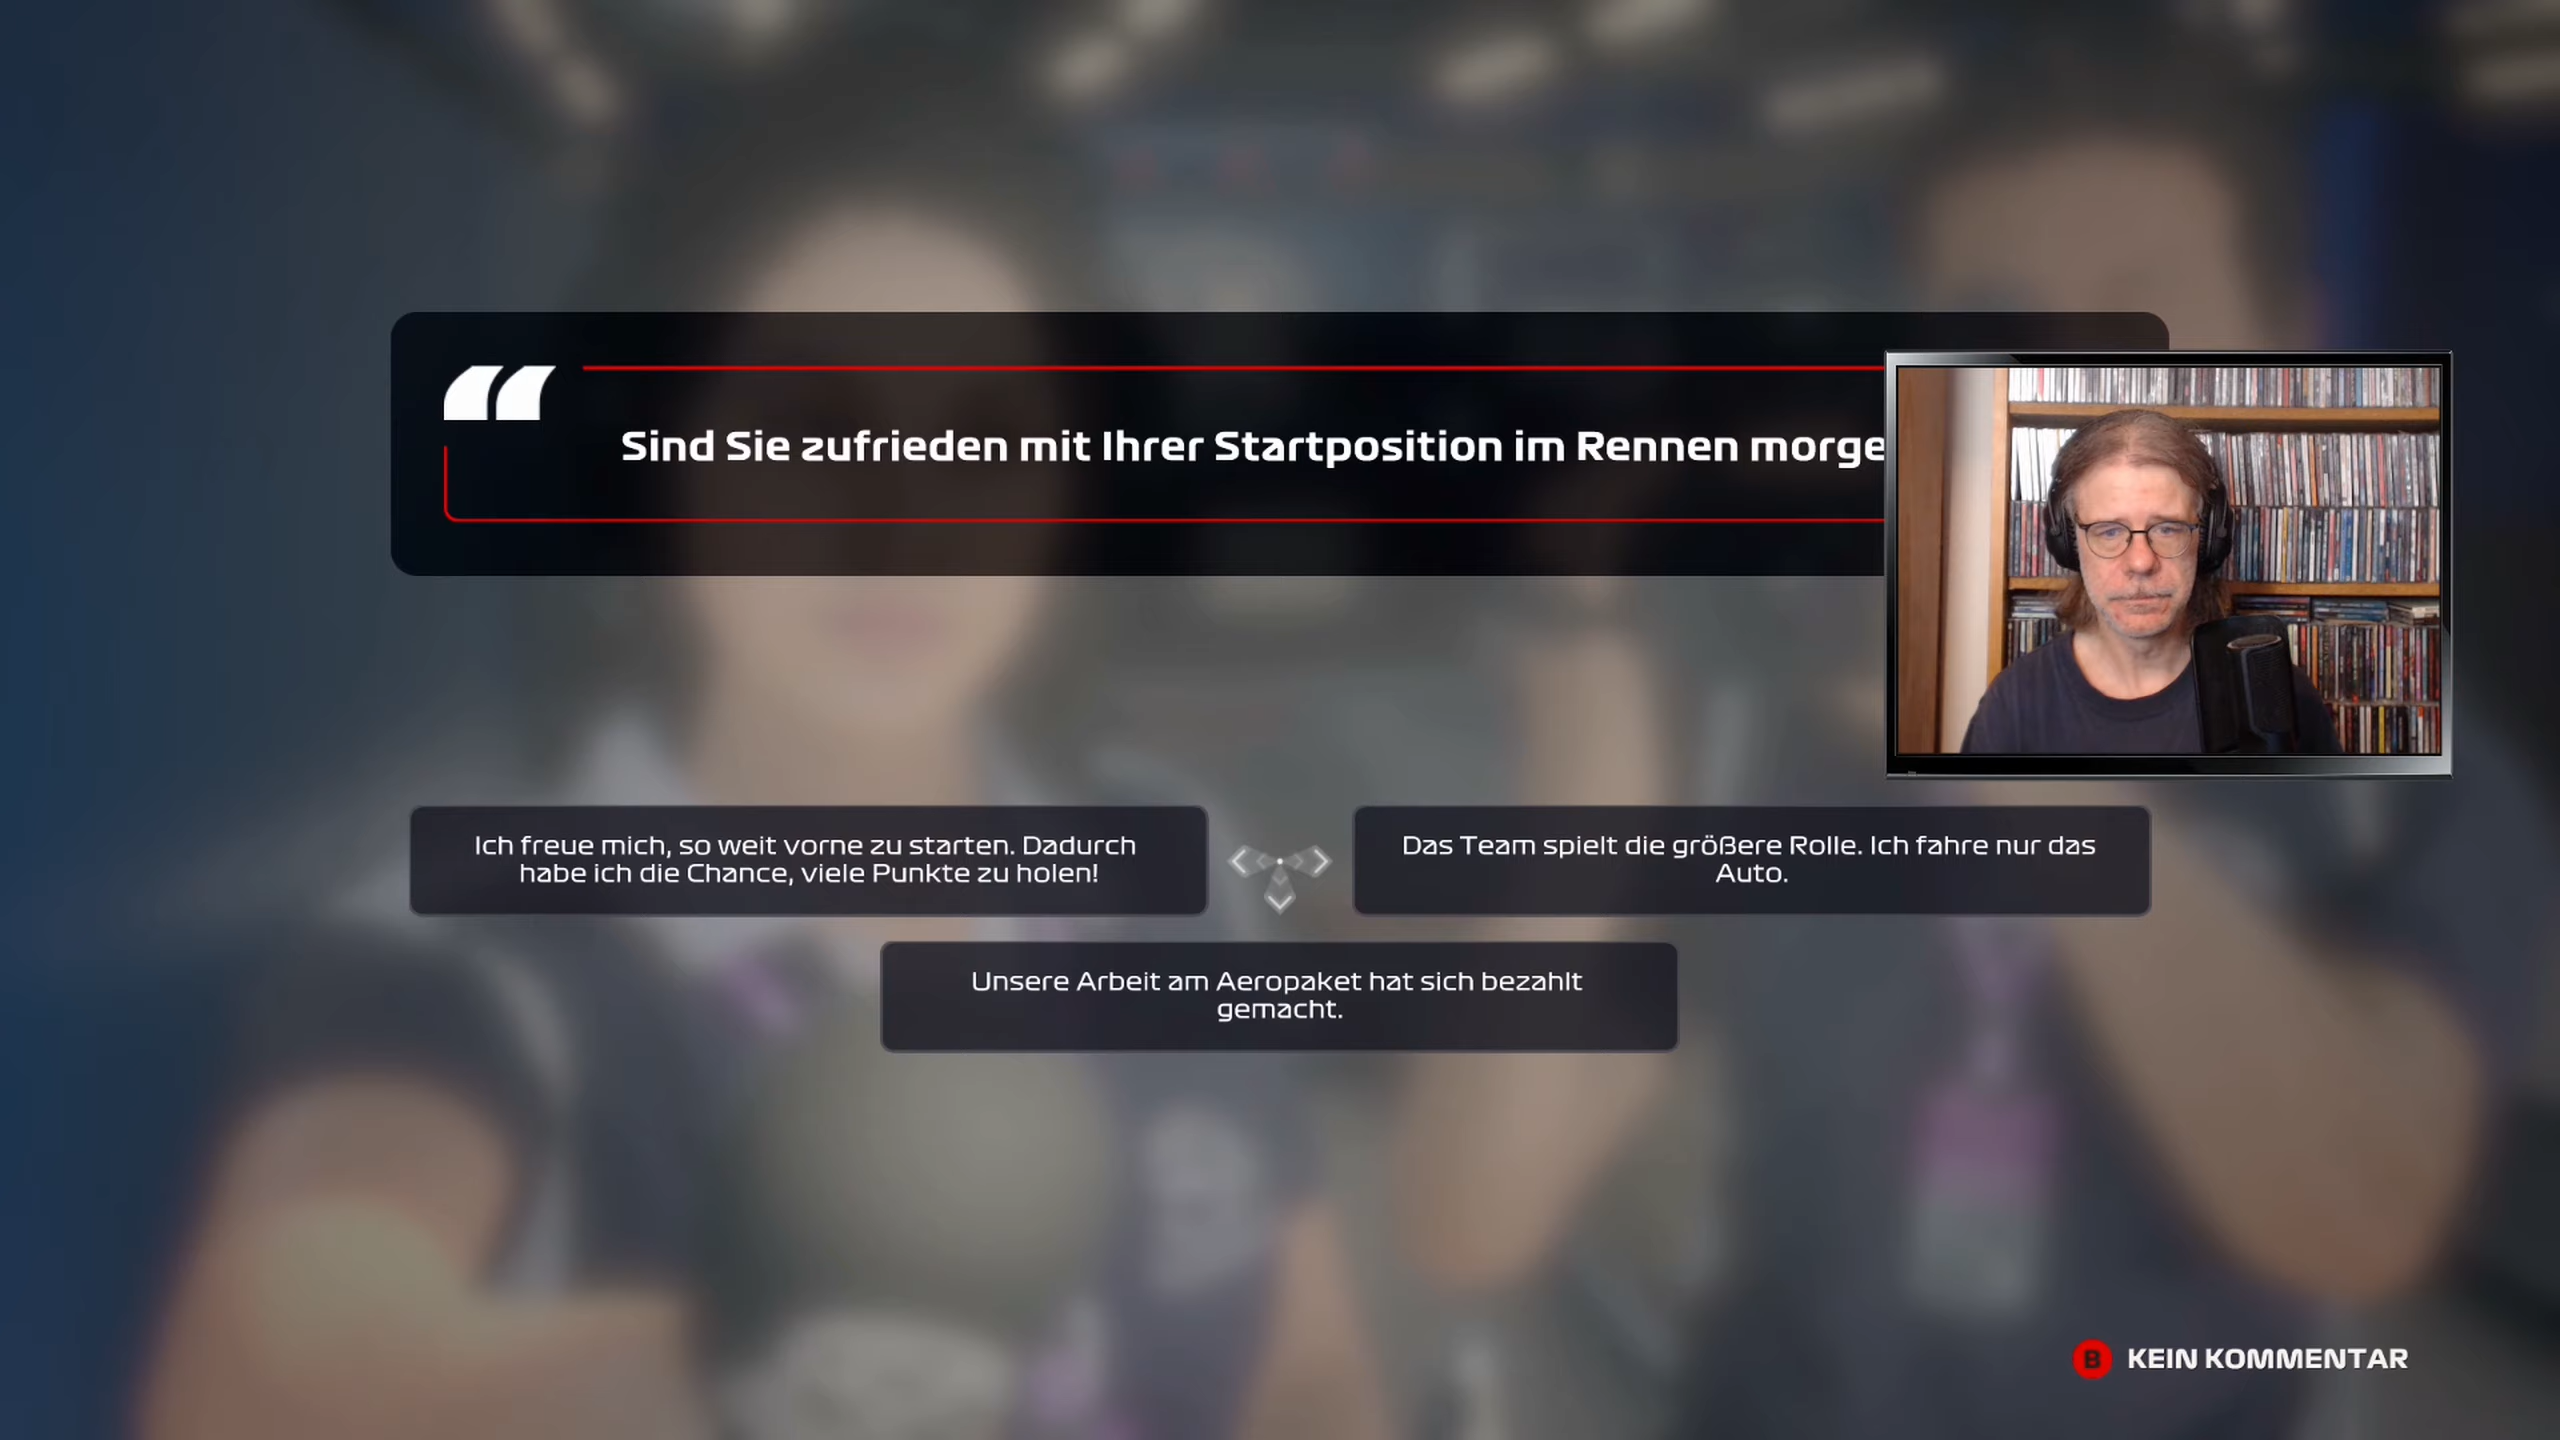 Sind Sie zufrieden mit Ihrer Startposition im Rennen morge
Ich freue mich, so weit vorne zu starten. Dadurch
habe ich die Chance, viele Punkte zu holen!
Das Team spielt die größere Rolle. Ich fahre nur das
Auto.
Unsere Arbeit am Aeropaket hat sich bezahlt
gemacht.
B KEIN KOMMENTAR